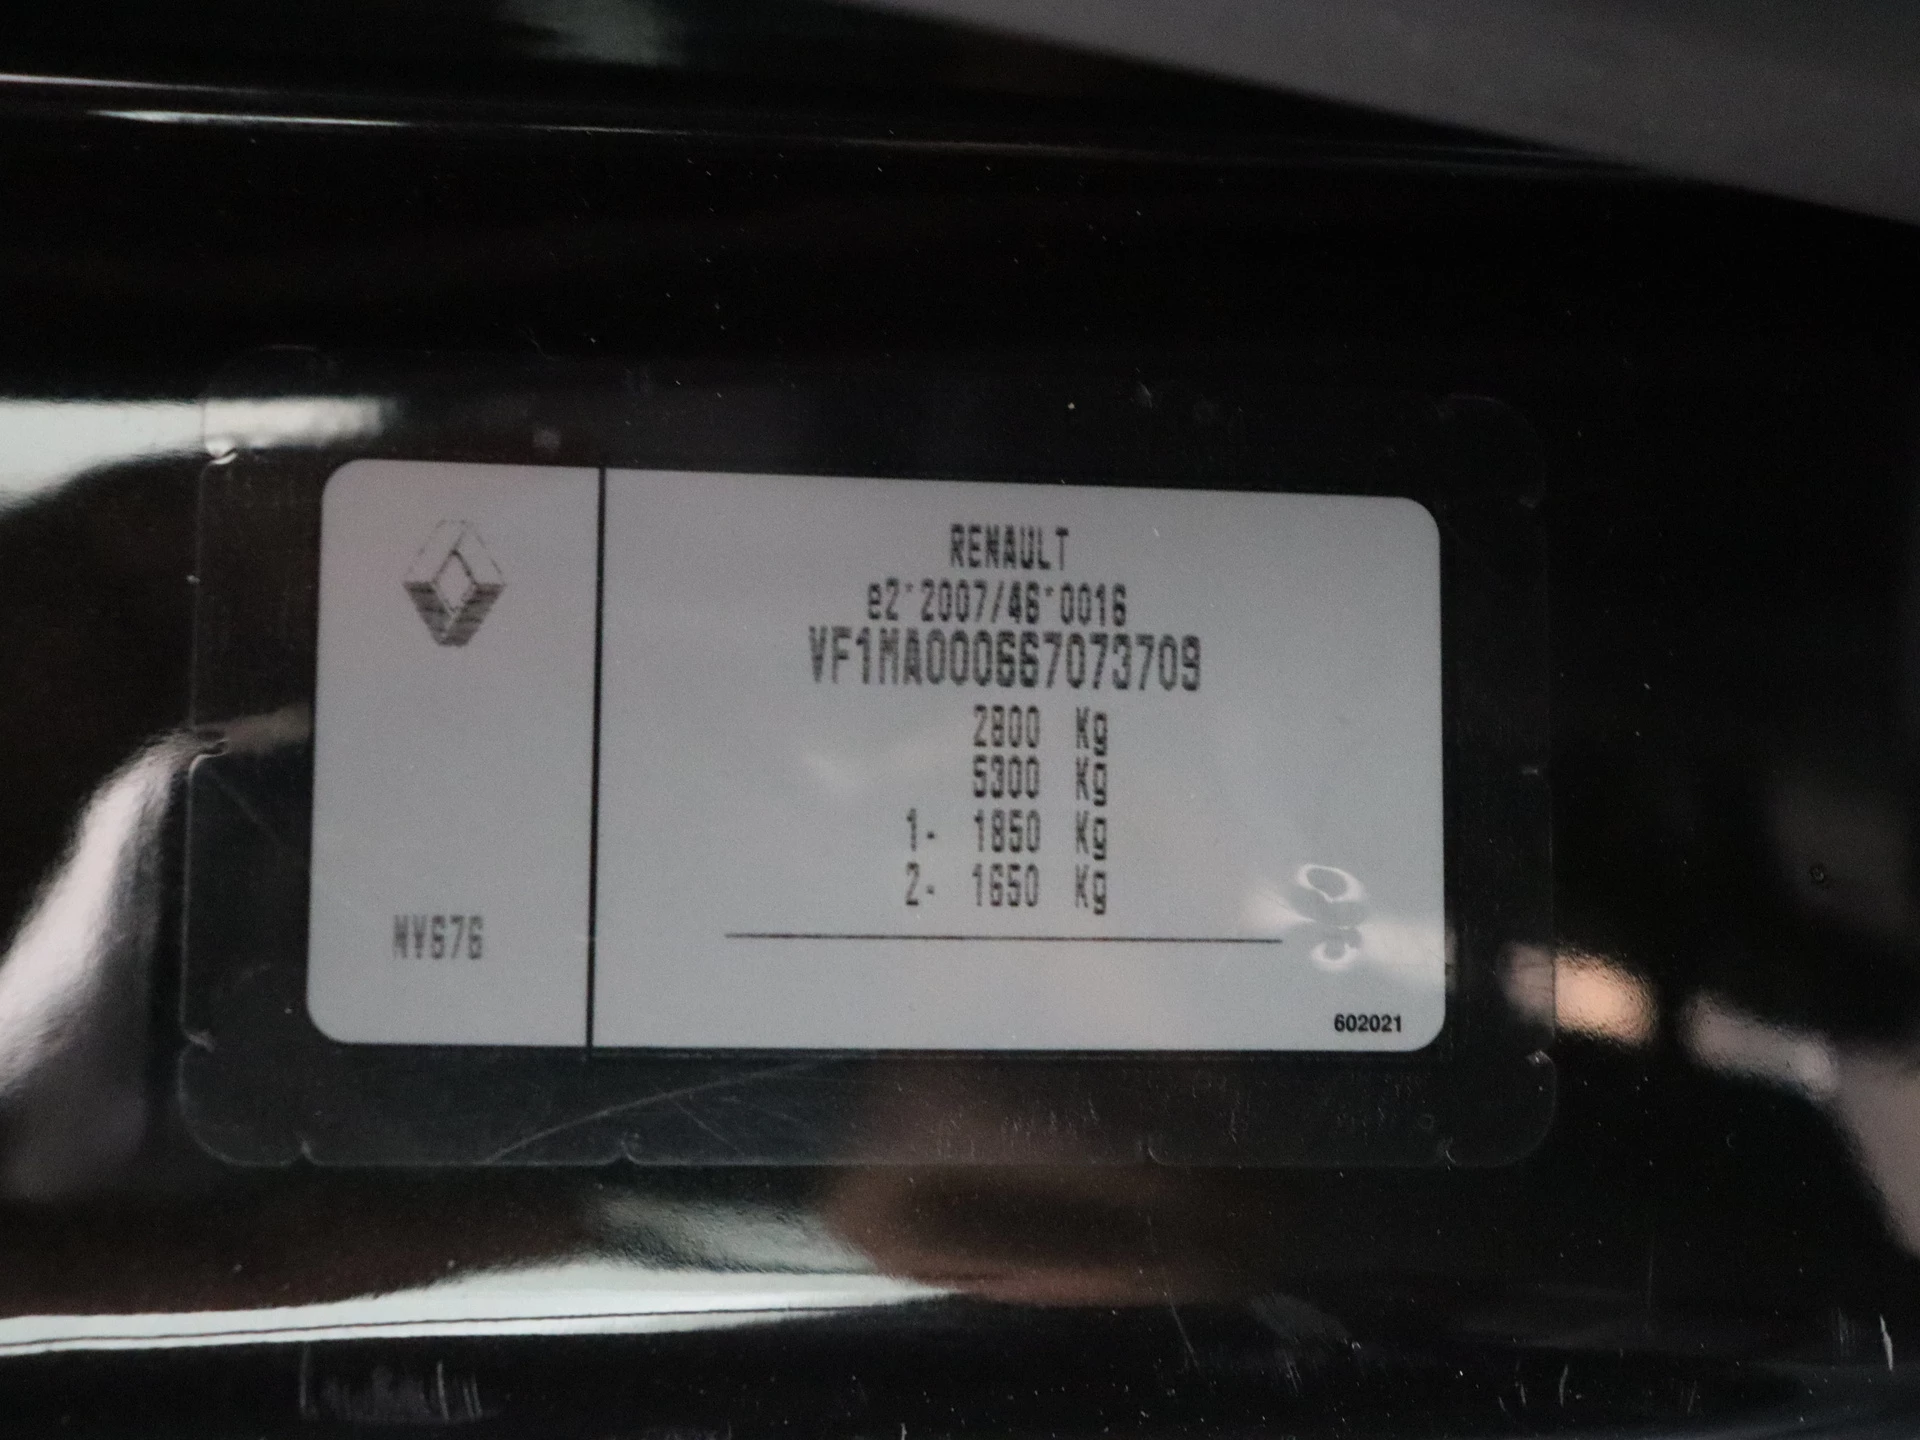 RENAULT
e2*2007/46*0016
VF1MA000667073709
2800 Kg
5300 Kg
1- 1850 Kg
2- 1650 Kg
NV676
602021